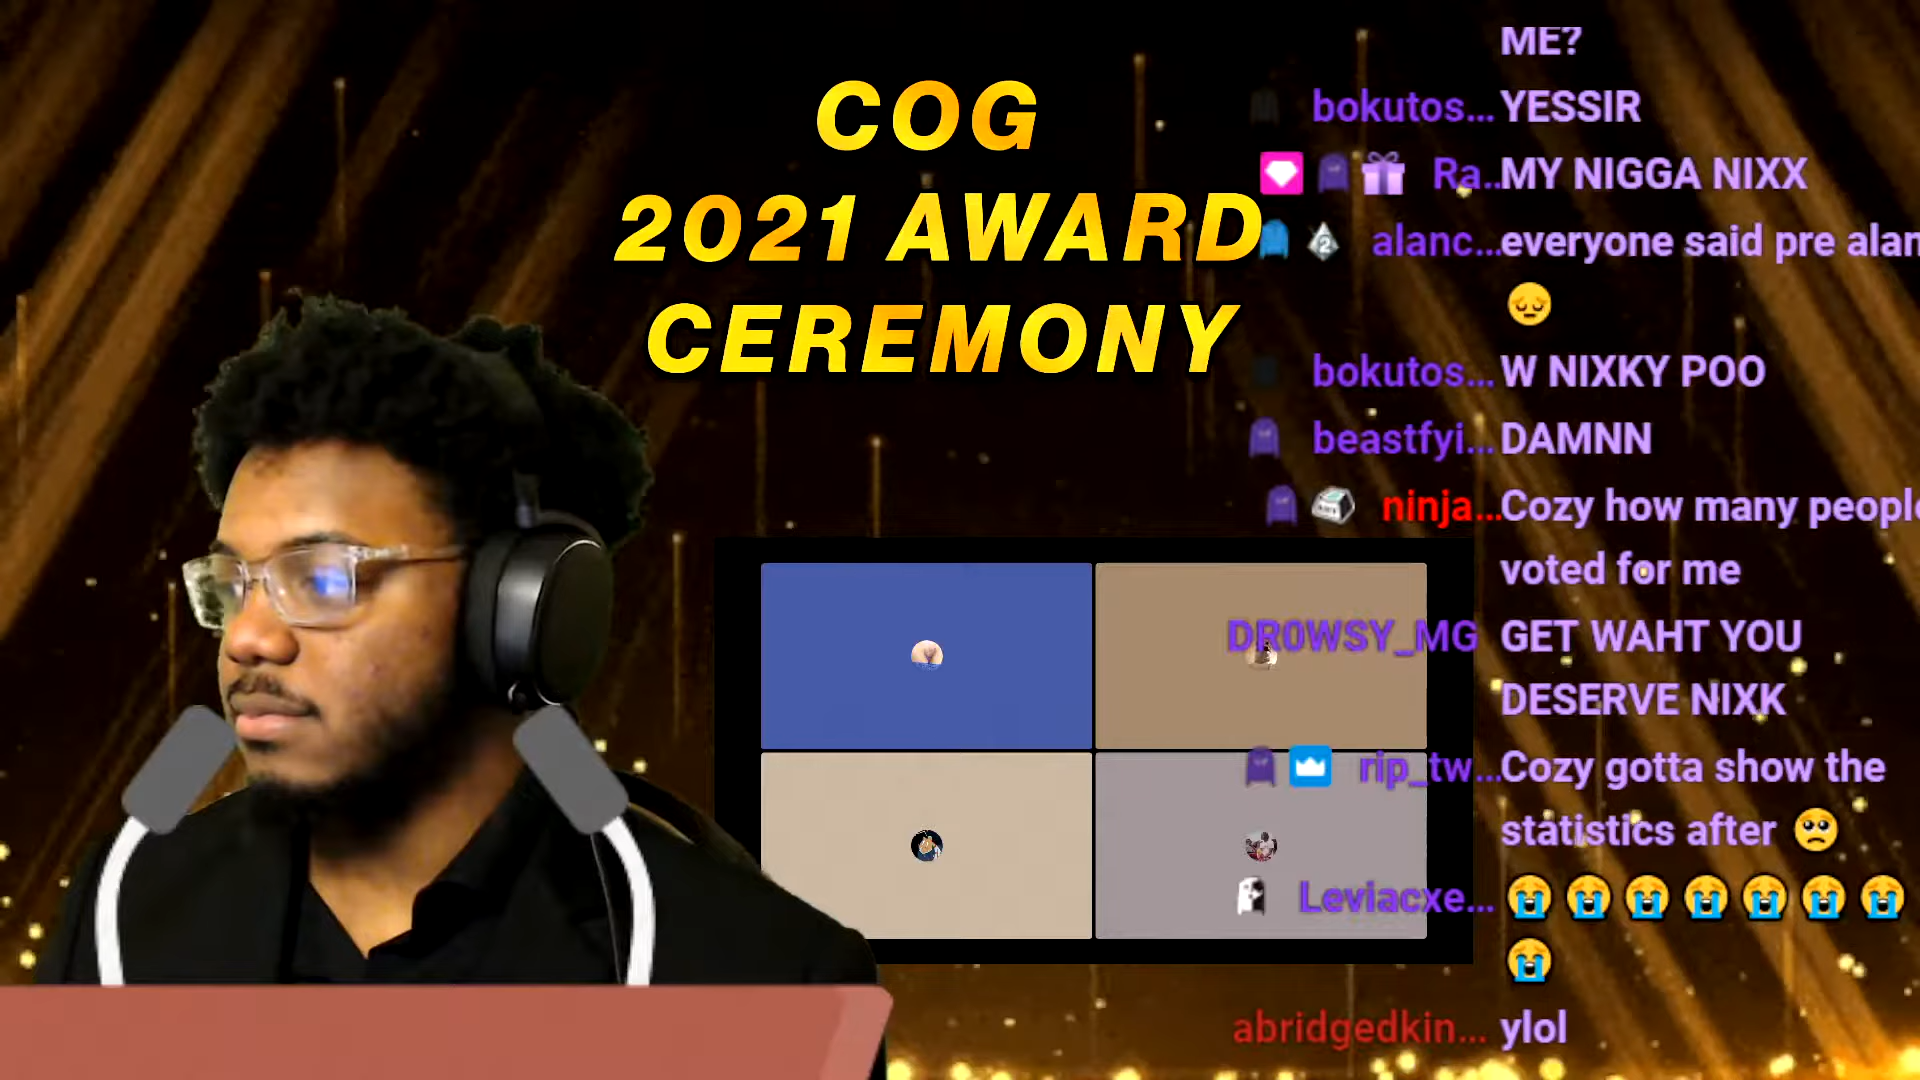 COG
2021 AWARD
CEREMONY
ME?
bokutos... YESSIR
Ra.. MY NIGGA NIXX
alanc... everyone said pre alan
bokutos... W NIXKY POO
beastfyi... DAMNN
ninja... Cozy how many people
voted for me
DR0WSY_MG GET WAHT YOU
DESERVE NIXK
rip_tw... Cozy gotta show the
statistics after 🥺
Leviacxe... 😭😭😭😭😭😭😭
😭
abridgedkin... ylol